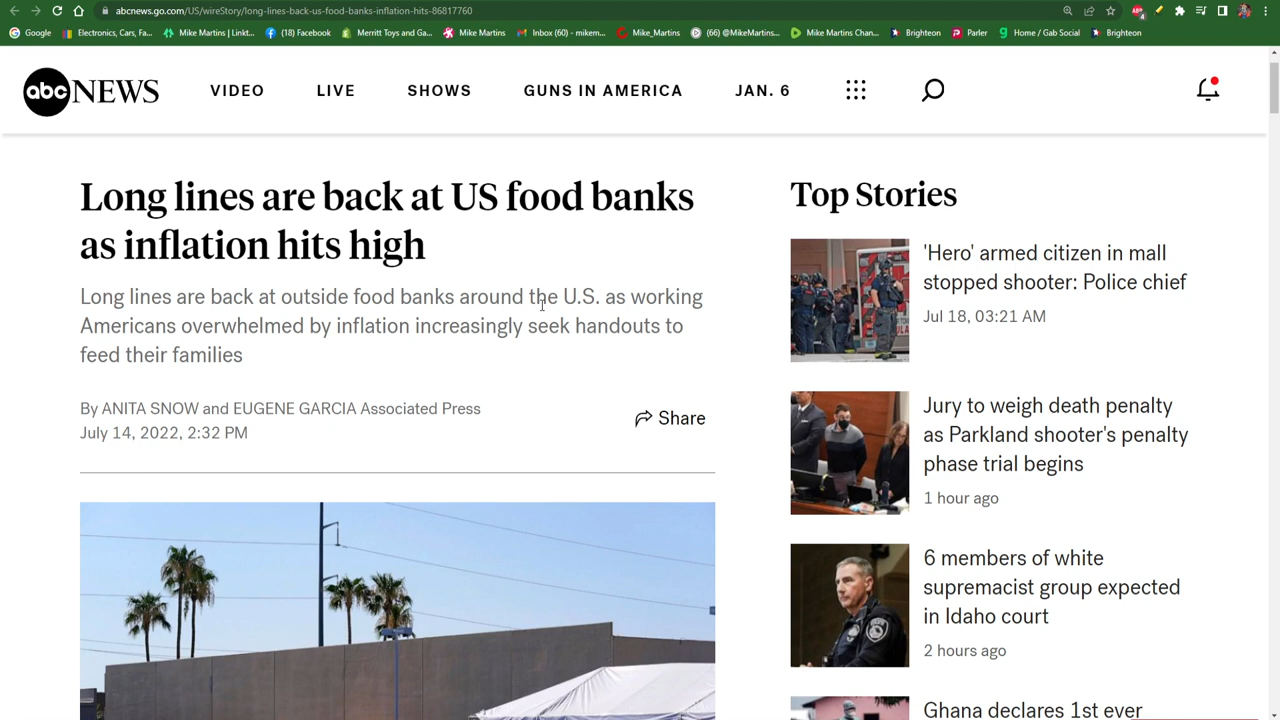 abcnews.go.com/US/wireStory/long-lines-back-us-food-banks-inflation-hits-86817760
Google
Electronics, Cars, Fa...
Mike Martins | Linkt...
(18) Facebook
Merritt Toys and Ga...
Mike Martins
Inbox (60) - mikem...
Mike_Martins
(66) @MikeMartins...
Mike Martins Chan...
Brighteon
Parler
Home / Gab Social
Brighteon
abc NEWS
VIDEO
LIVE
SHOWS
GUNS IN AMERICA
JAN. 6
Long lines are back at US food banks
as inflation hits high
Long lines are back at outside food banks around the U.S. as working
Americans overwhelmed by inflation increasingly seek handouts to
feed their families
By ANITA SNOW and EUGENE GARCIA Associated Press
July 14, 2022, 2:32 PM
Share
Top Stories
'Hero' armed citizen in mall
stopped shooter: Police chief
Jul 18, 03:21 AM
Jury to weigh death penalty
as Parkland shooter's penalty
phase trial begins
1 hour ago
6 members of white
supremacist group expected
in Idaho court
2 hours ago
Ghana declares 1st ever